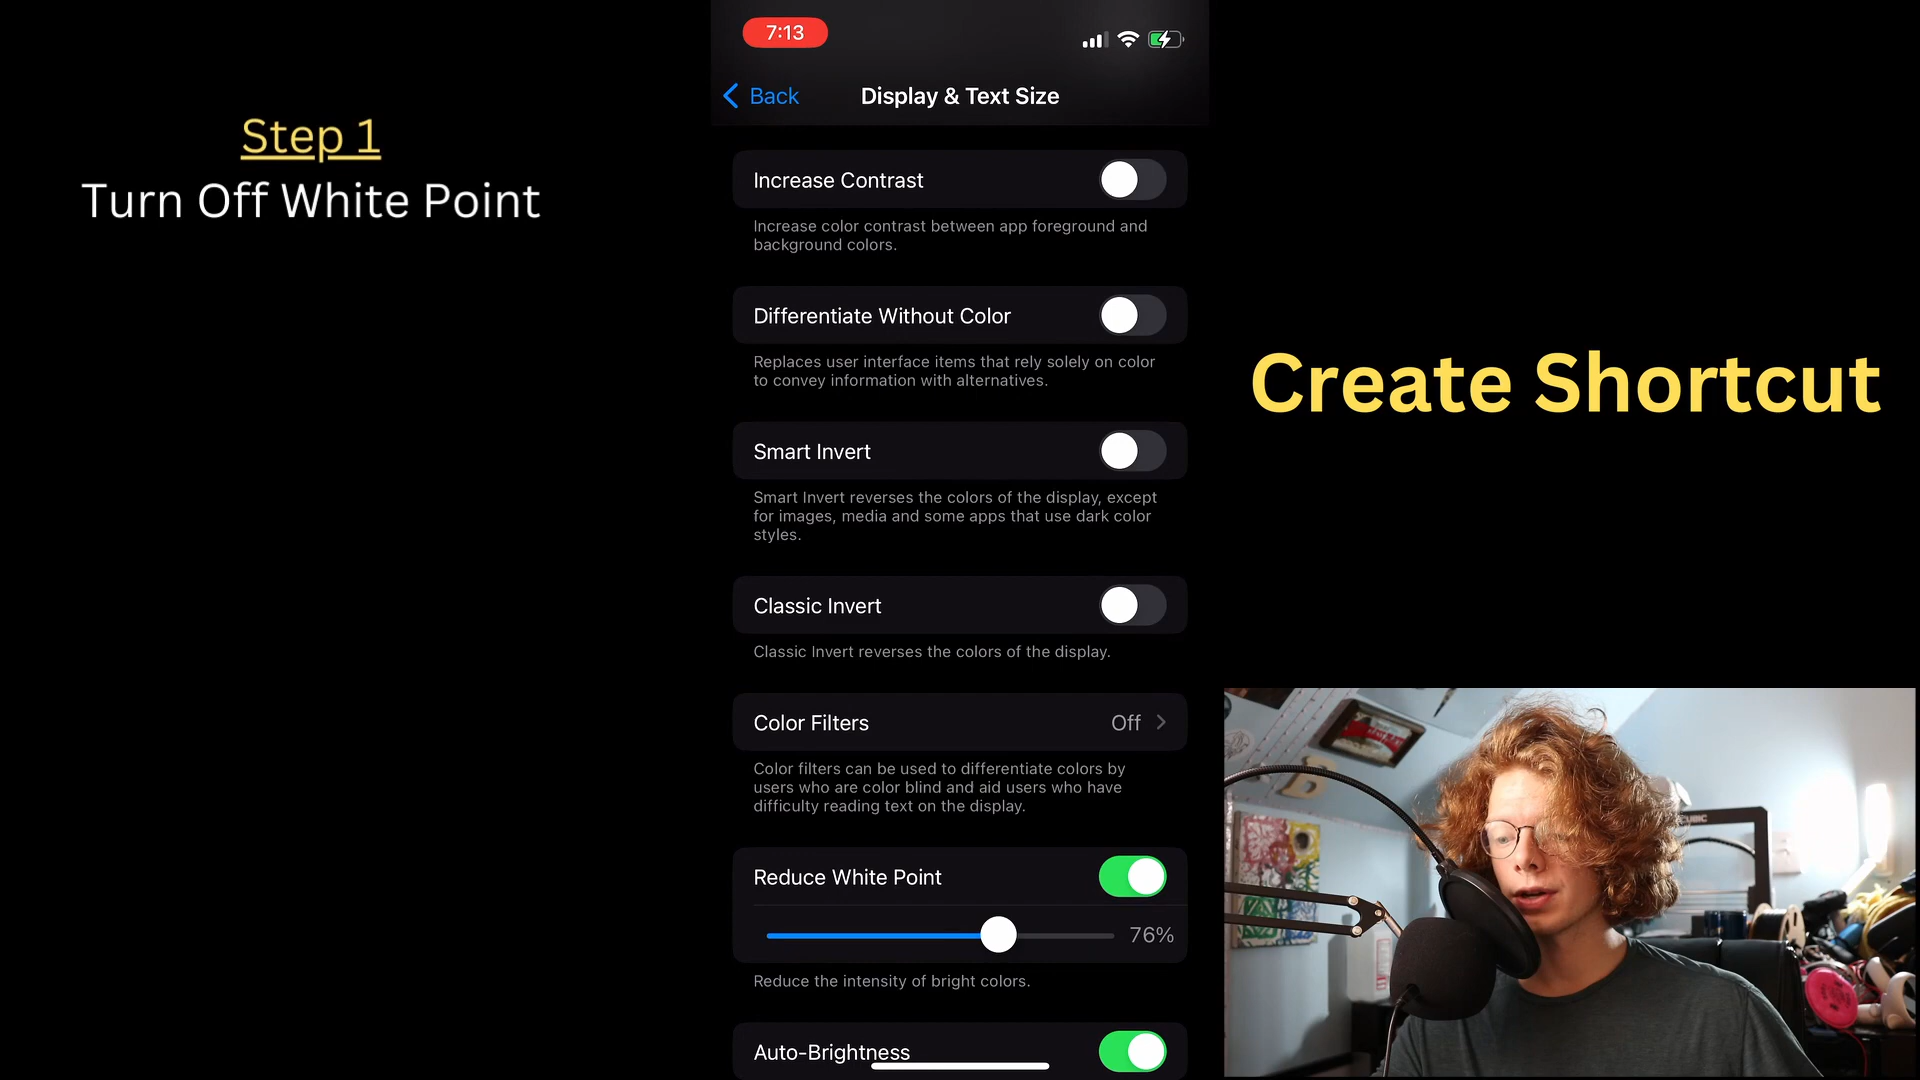 Step 1
Turn Off White Point
7:13
Back
Display & Text Size
Increase Contrast
Increase color contrast between app foreground and
background colors.
Differentiate Without Color
Replaces user interface items that rely solely on color
to convey information with alternatives.
Smart Invert
Smart Invert reverses the colors of the display, except
for images, media and some apps that use dark color
styles.
Classic Invert
Classic Invert reverses the colors of the display.
Color Filters
Off
Color filters can be used to differentiate colors by
users who are color blind and aid users who have
difficulty reading text on the display.
Reduce White Point
76%
Reduce the intensity of bright colors.
Auto-Brightness
Create Shortcut